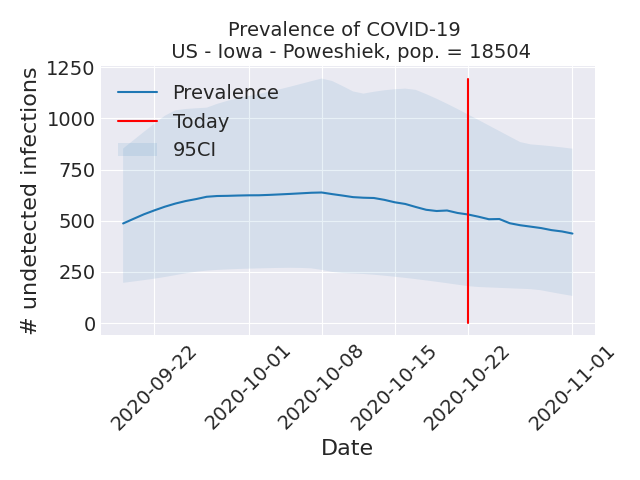 Prevalence of COVID-19
US - Iowa - Poweshiek, pop. = 18504
# undetected infections
1250
1000
750
500
250
0
Prevalence
Today
95CI
2020-09-22
2020-10-01
2020-10-08
2020-10-15
2020-10-22
2020-11-01
Date